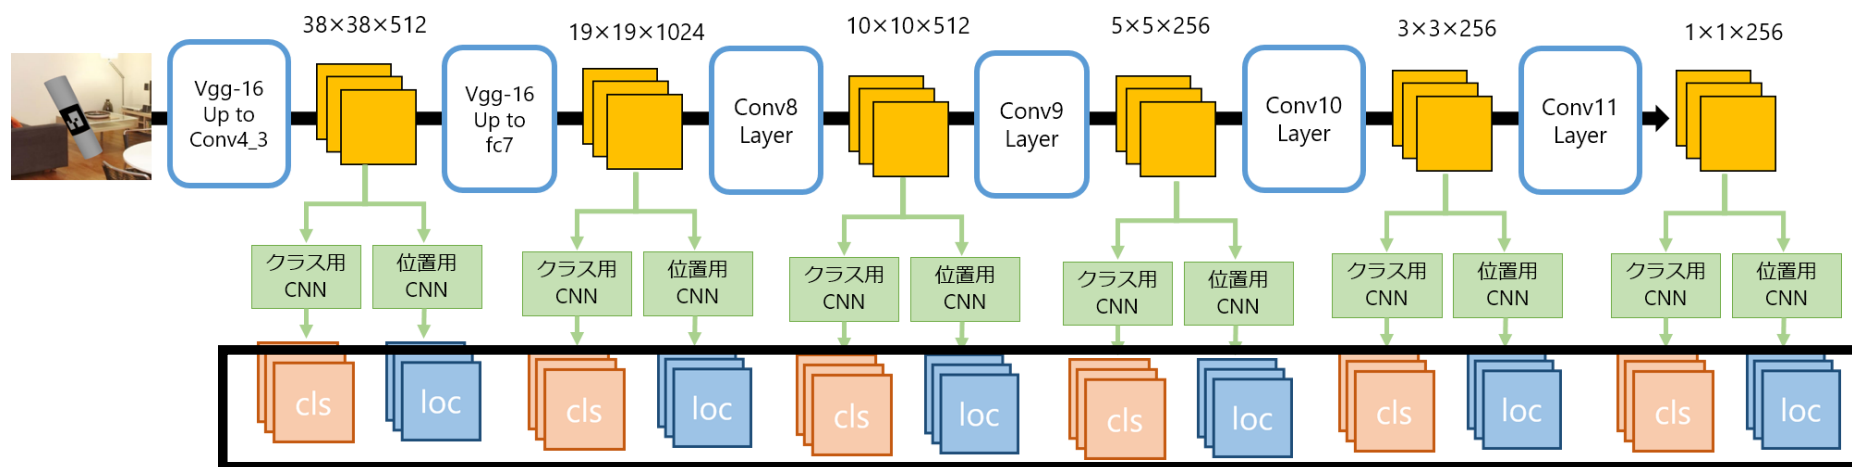 38×38×512
19×19×1024
10×10×512
5×5×256
3×3×256
1×1×256
Vgg-16
Up to
Conv4_3
Vgg-16
Up to
fc7
Conv8
Layer
Conv9
Layer
Conv10
Layer
Conv11
Layer
クラス用
CNN
位置用
CNN
クラス用
CNN
位置用
CNN
クラス用
CNN
位置用
CNN
クラス用
CNN
位置用
CNN
クラス用
CNN
位置用
CNN
クラス用
CNN
位置用
CNN
cls
loc
cls
loc
cls
loc
cls
loc
cls
loc
cls
loc